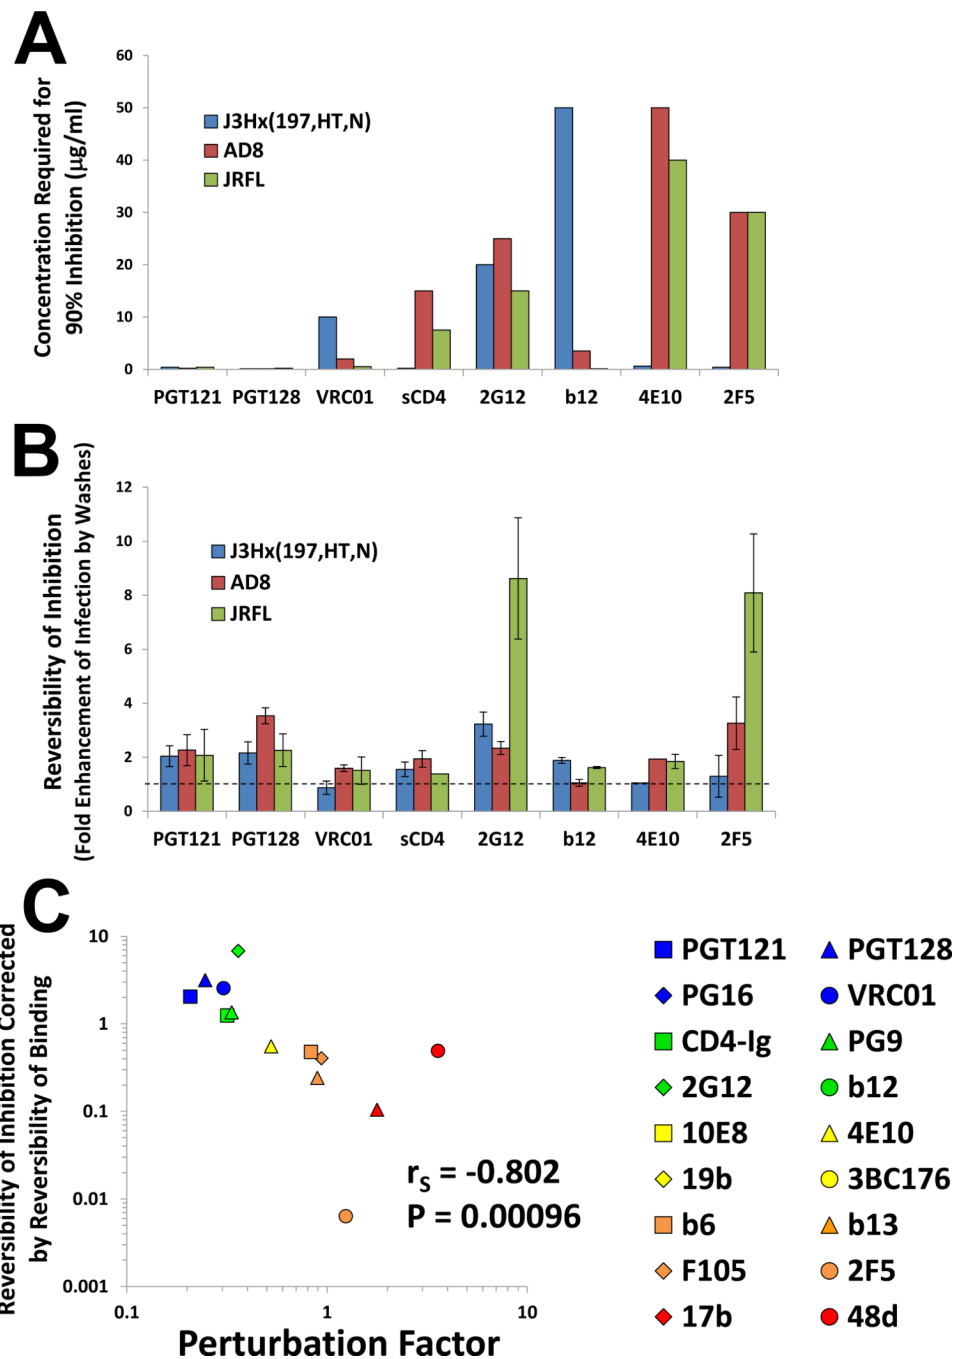 A
Concentration Required for
90% Inhibition (µg/ml)
60
50
40
30
20
10
0
J3Hx(197,HT,N)
AD8
JRFL
PGT121 PGT128 VRC01 sCD4 2G12 b12 4E10 2F5
B
Reversibility of Inhibition
(Fold Enhancement of Infection by Washes)
12
10
8
6
4
2
0
J3Hx(197,HT,N)
AD8
JRFL
PGT121 PGT128 VRC01 sCD4 2G12 b12 4E10 2F5
C
Reversibility of Inhibition Corrected
by Reversibility of Binding
10
1
0.1
0.01
0.001
0.1 1 10
rS = -0.802
P = 0.00096
Perturbation Factor
PGT121 PGT128
PG16 VRC01
CD4-Ig PG9
2G12 b12
10E8 4E10
19b 3BC176
b6 b13
F105 2F5
17b 48d